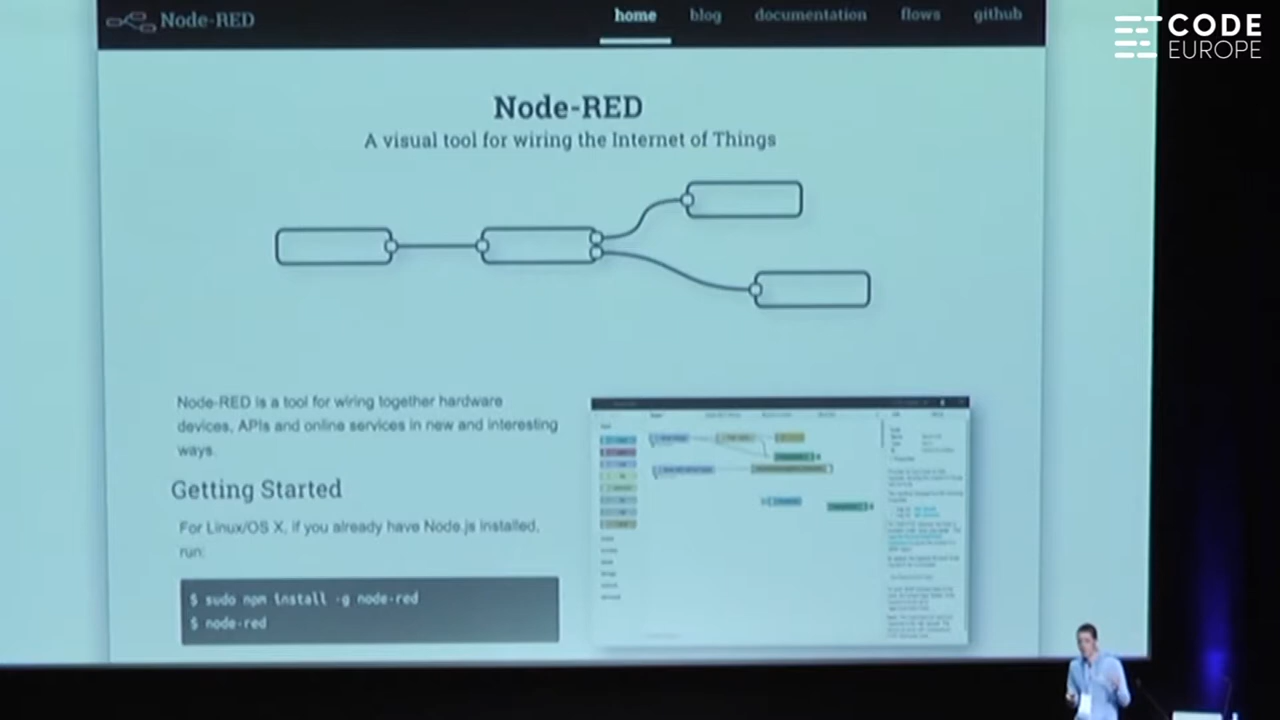 Node-RED
home blog documentation flows github
CODE
EUROPE
Node-RED
A visual tool for wiring the Internet of Things
Node-RED is a tool for wiring together hardware
devices, APIs and online services in new and interesting
ways.
Getting Started
For Linux/OS X, if you already have Node.js installed,
run:
$ sudo npm install -g node-red
$ node-red